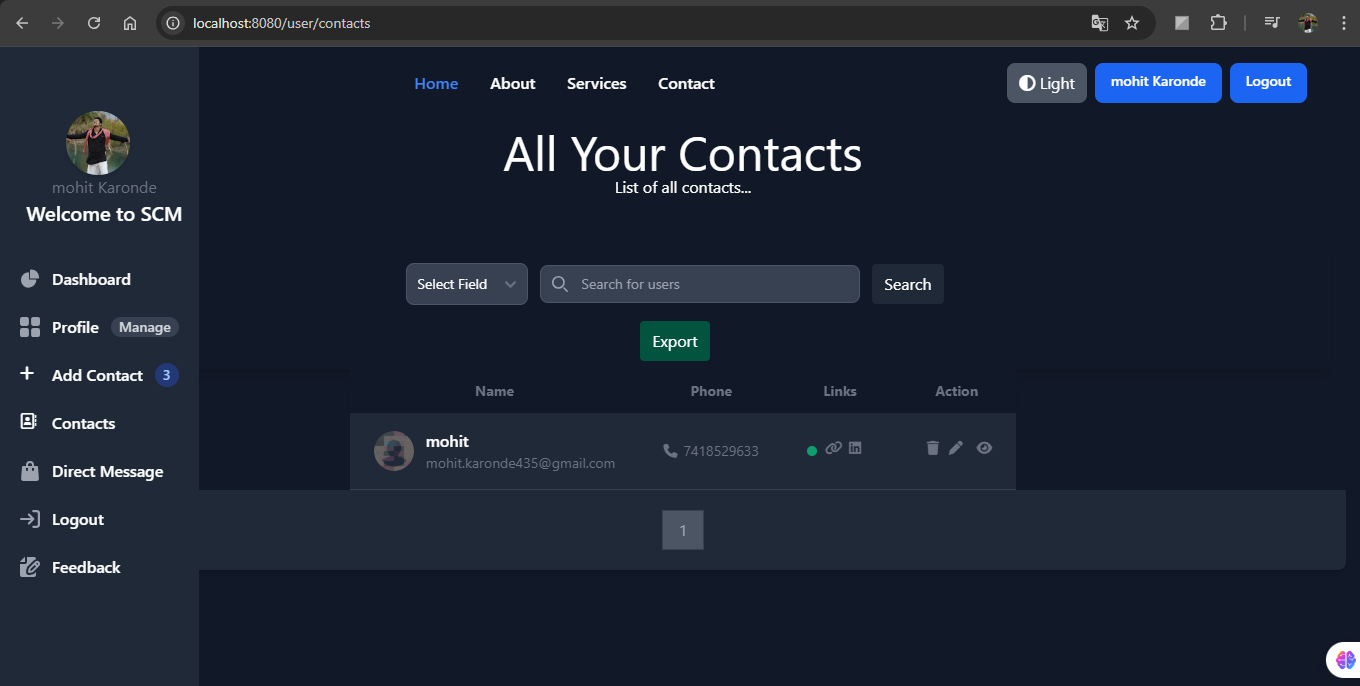 localhost:8080/user/contacts
Home About Services Contact
Light mohit Karonde Logout
mohit Karonde
Welcome to SCM
Dashboard
Profile Manage
Add Contact 3
Contacts
Direct Message
Logout
Feedback
All Your Contacts
List of all contacts...
Select Field Search for users Search
Export
Name Phone Links Action
mohit 
mohit.karonde435@gmail.com
7418529633
1